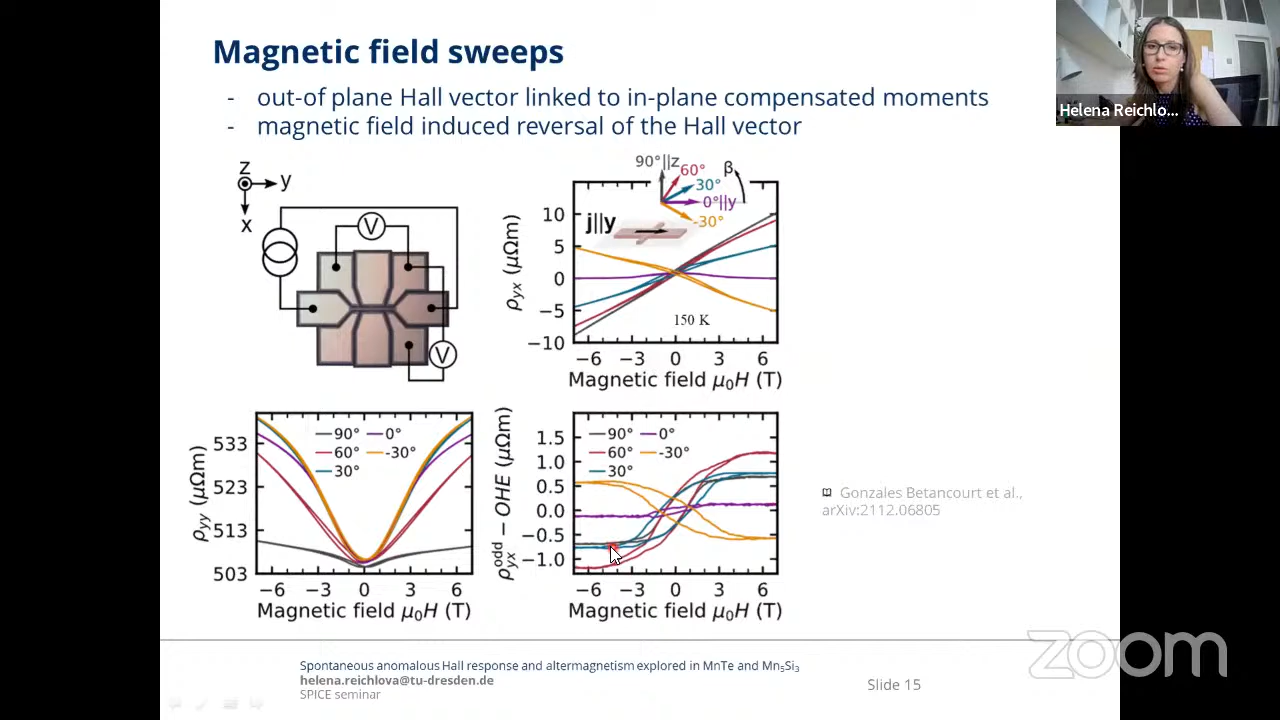 Magnetic field sweeps
- out-of plane Hall vector linked to in-plane compensated moments
- magnetic field induced reversal of the Hall vector
Helena Reichlo...
z
y
x
V
V
90°||z
60°
β
30°
0°||y
-30°
j||y
ρyx (μΩm)
10
5
0
−5
−10
150 K
−6 −3 0 3 6
Magnetic field μ₀H (T)
ρyy (μΩm)
533
523
513
503
90° 0°
60° -30°
30°
−6 −3 0 3 6
Magnetic field μ₀H (T)
ρyx^odd − OHE (μΩm)
1.5
1.0
0.5
0.0
−0.5
−1.0
90° 0°
60° -30°
30°
−6 −3 0 3 6
Magnetic field μ₀H (T)
Gonzales Betancourt et al.,
arXiv:2112.06805
Spontaneous anomalous Hall response and altermagnetism explored in MnTe and Mn₅Si₃
helena.reichlova@tu-dresden.de
SPICE seminar
Slide 15
zoom